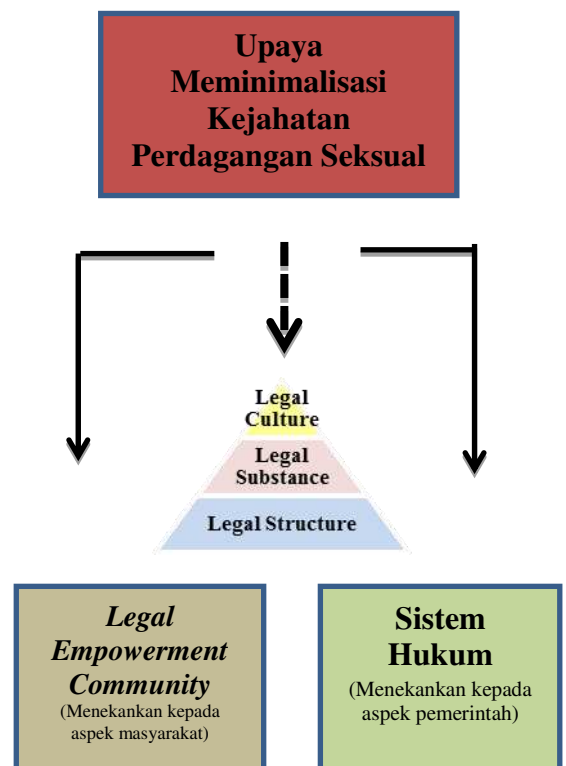 Upaya
Meminimalisasi
Kejahatan
Perdagangan Seksual
Legal
Culture
Legal
Substance
Legal Structure
Legal
Empowerment
Community
(Menekankan kepada
aspek masyarakat)
Sistem
Hukum
(Menekankan kepada
aspek pemerintah)